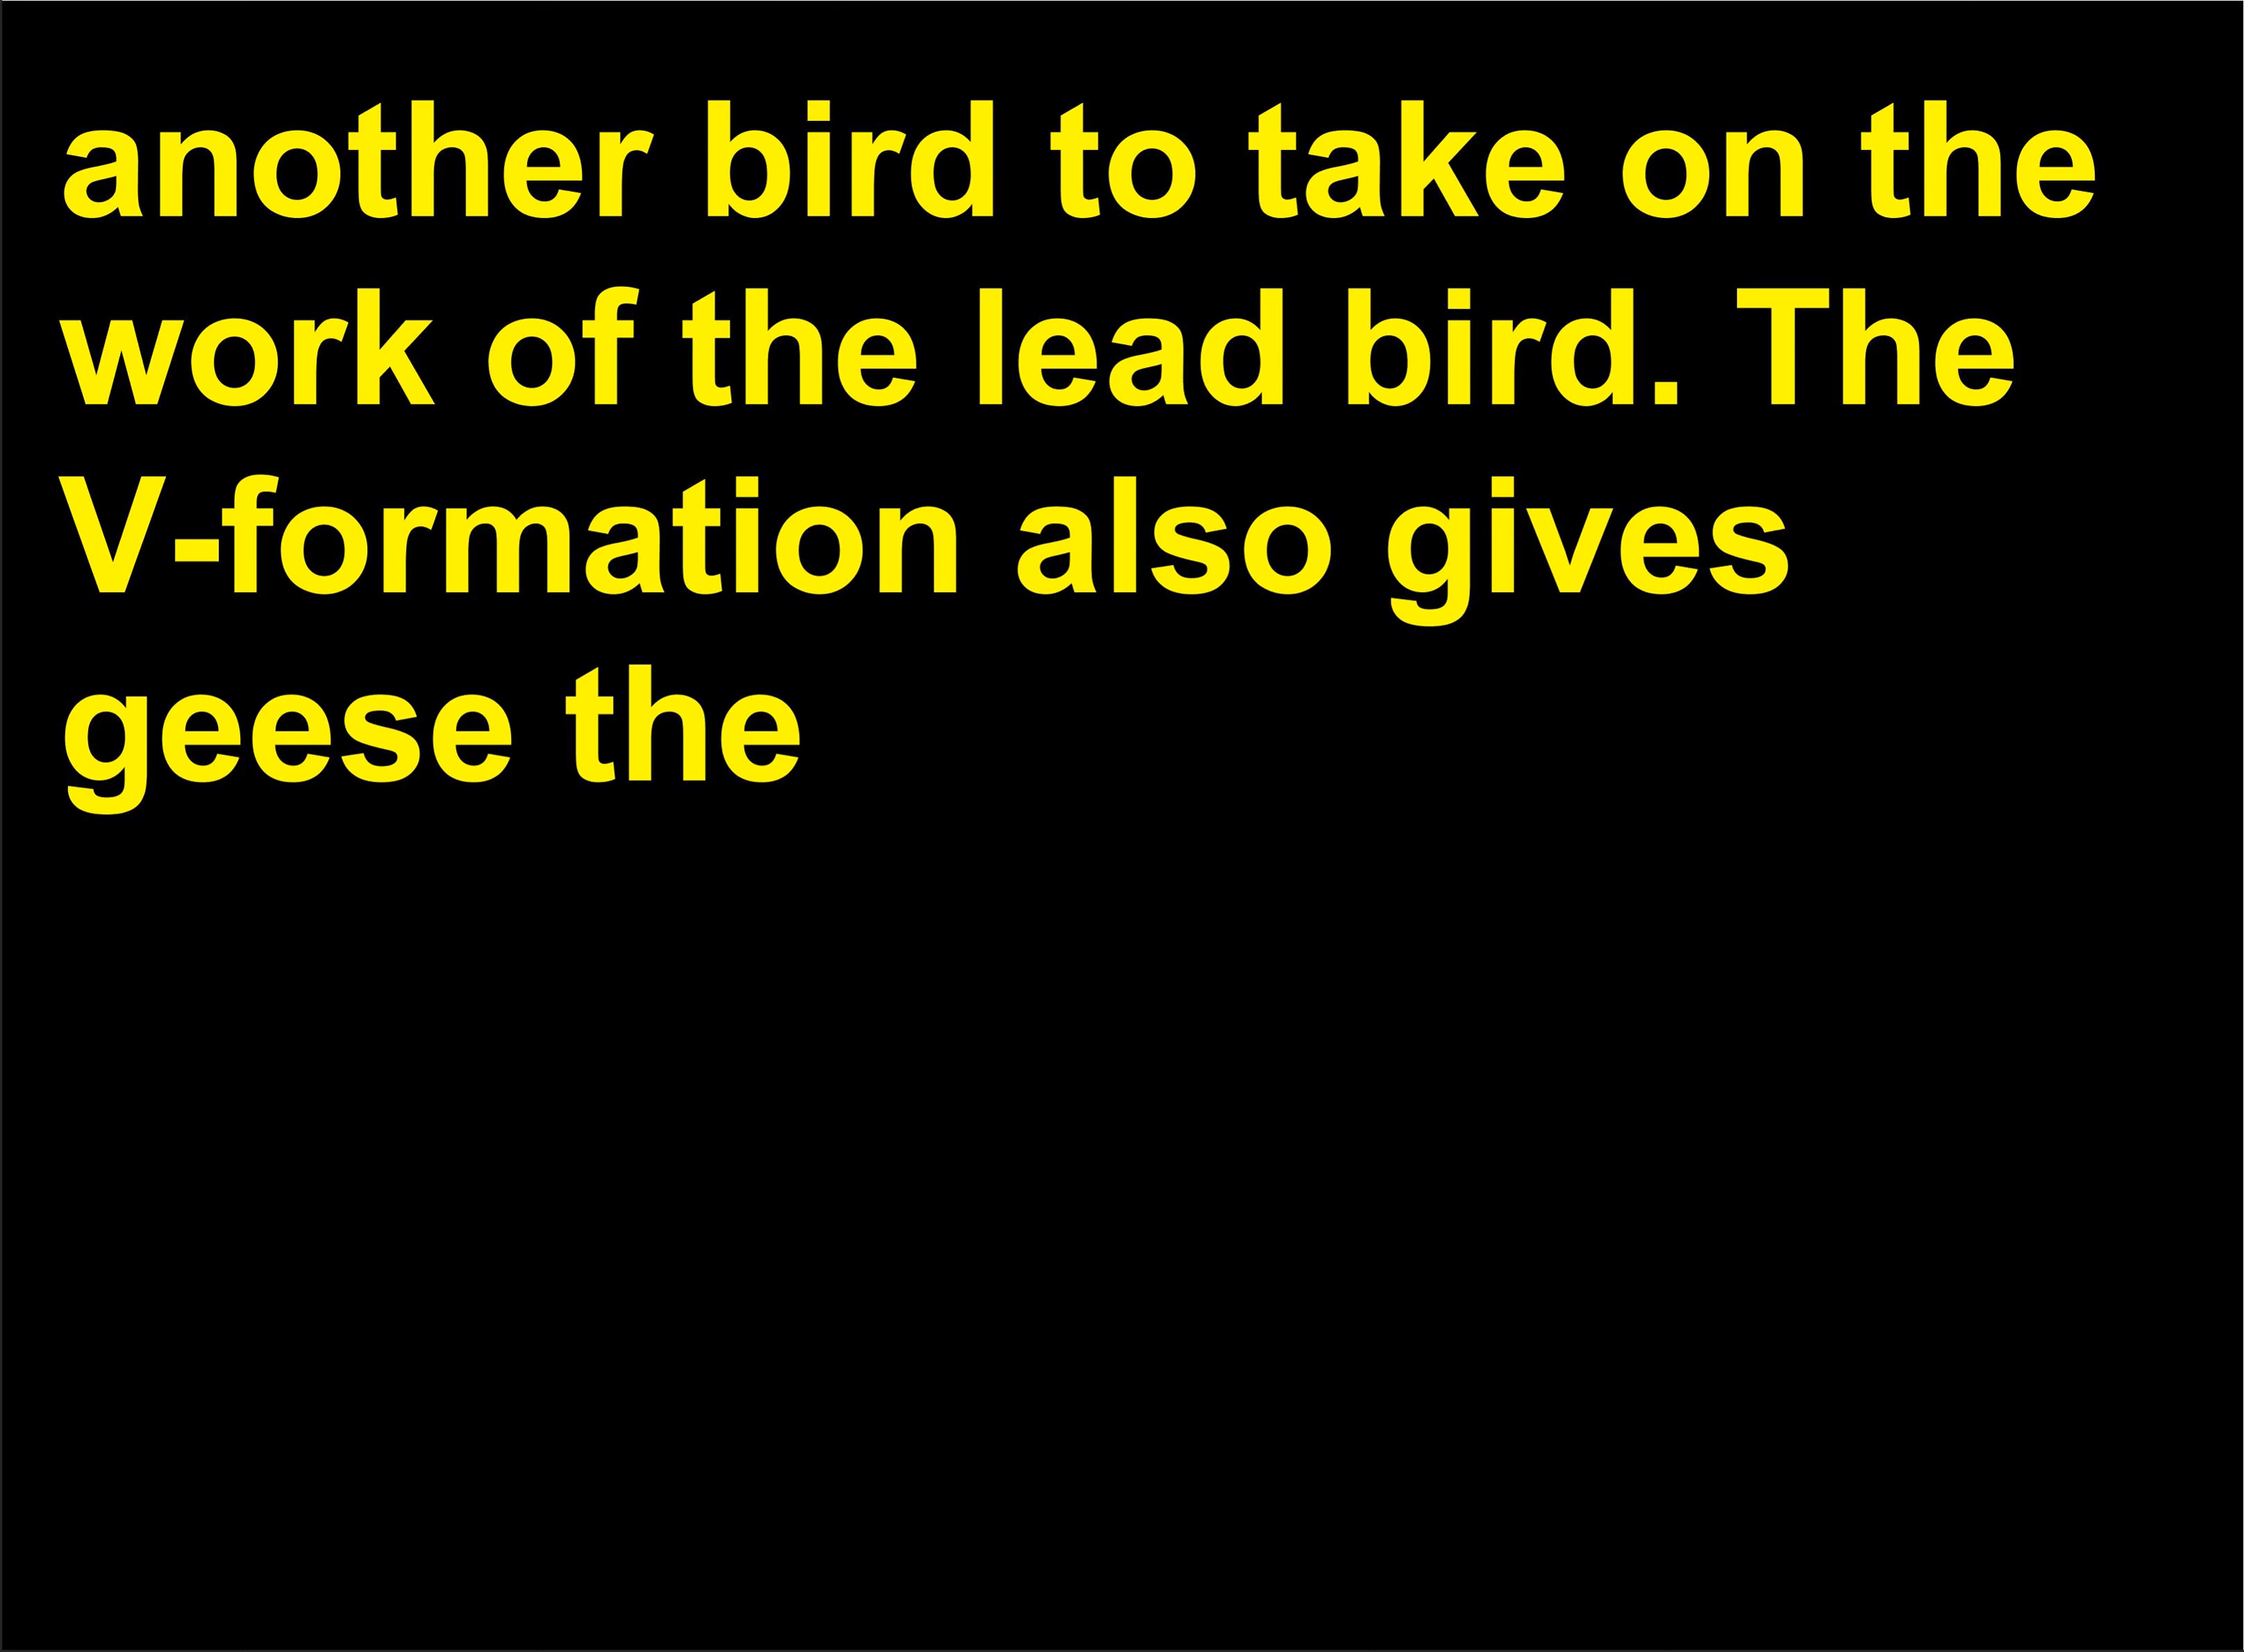 another bird to take on the
work of the lead bird. The
V-formation also gives
geese the